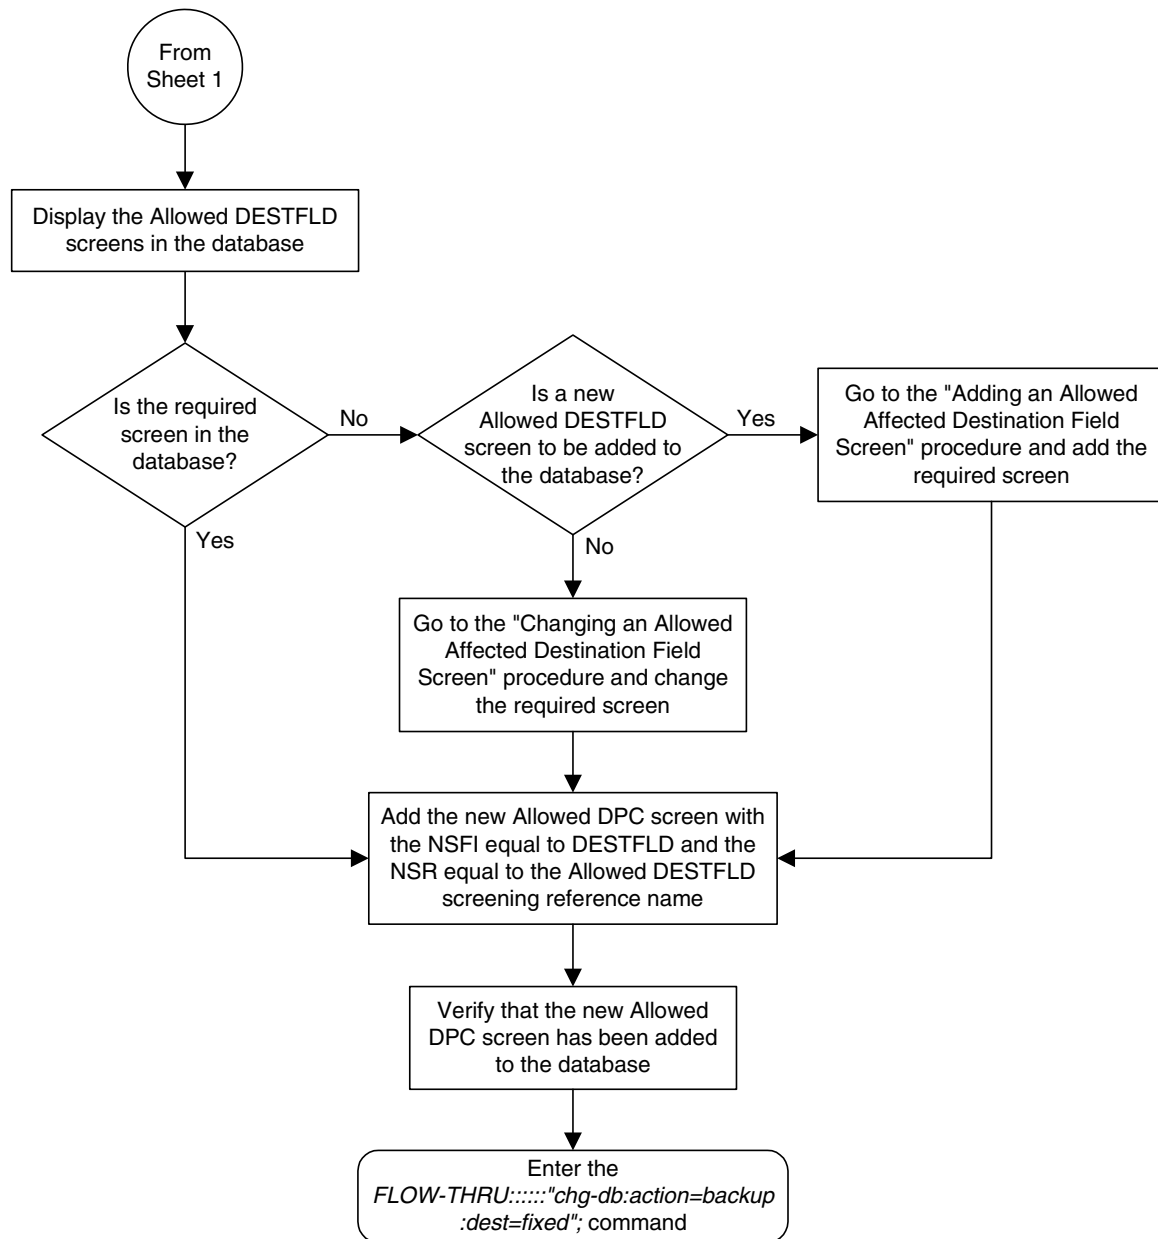 From
Sheet 1
Display the Allowed DESTFLD
screens in the database
Is the required
screen in the
database?
No
Yes
Is a new
Allowed DESTFLD
screen to be added to
the database?
Yes
No
Go to the "Adding an Allowed
Affected Destination Field
Screen" procedure and add the
required screen
Go to the "Changing an Allowed
Affected Destination Field
Screen" procedure and change
the required screen
Add the new Allowed DPC screen with
the NSFI equal to DESTFLD and the
NSR equal to the Allowed DESTFLD
screening reference name
Verify that the new Allowed
DPC screen has been added
to the database
Enter the
FLOW-THRU::::::"chg-db:action=backup
:dest=fixed"; command